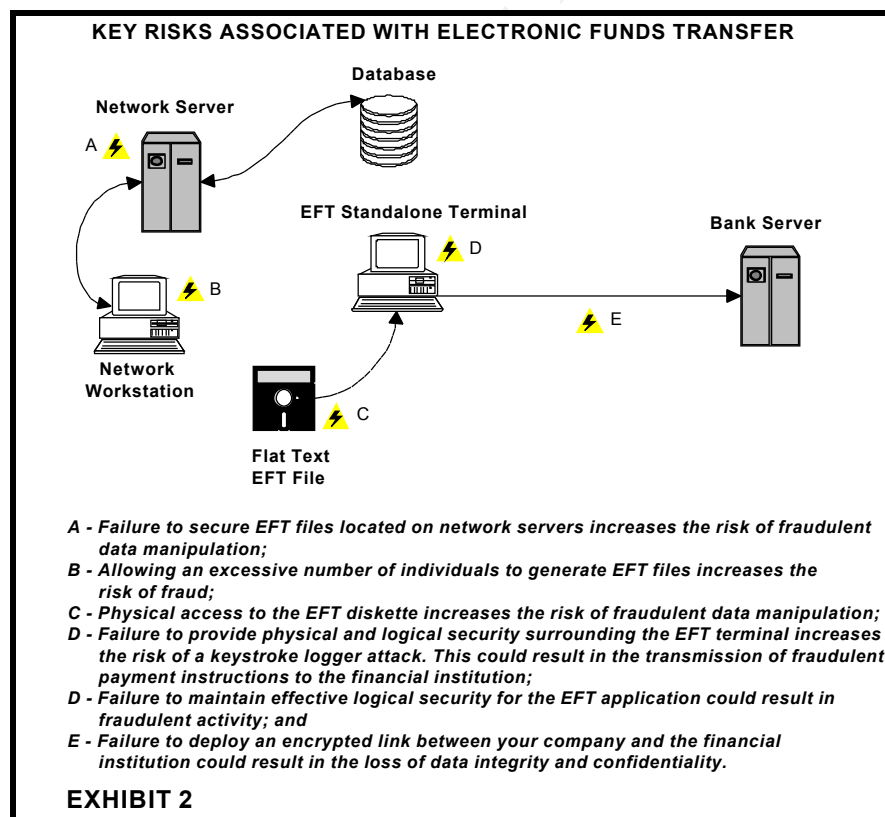 KEY RISKS ASSOCIATED WITH ELECTRONIC FUNDS TRANSFER
Database
Network Server
A
EFT Standalone Terminal
Bank Server
D
B
E
Network
Workstation
C
Flat Text
EFT File
A - Failure to secure EFT files located on network servers increases the risk of fraudulent
data manipulation;
B - Allowing an excessive number of individuals to generate EFT files increases the
risk of fraud;
C - Physical access to the EFT diskette increases the risk of fraudulent data manipulation;
D - Failure to provide physical and logical security surrounding the EFT terminal increases
the risk of a keystroke logger attack. This could result in the transmission of fraudulent
payment instructions to the financial institution;
D - Failure to maintain effective logical security for the EFT application could result in
fraudulent activity; and
E - Failure to deploy an encrypted link between your company and the financial
institution could result in the loss of data integrity and confidentiality.
EXHIBIT 2